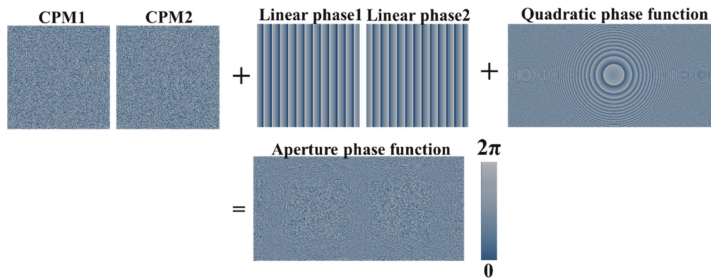 CPM1 CPM2 Linear phase1 Linear phase2 Quadratic phase function
+ +
Aperture phase function
2π
=
0